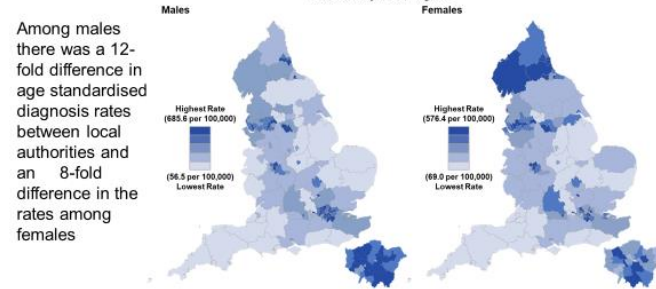 Males
Females
Among males
there was a 12-
fold difference in
age standardised
diagnosis rates
between local
authorities and
an 8-fold
difference in the
rates among
females
Highest Rate
(685.6 per 100,000)
(56.5 per 100,000)
Lowest Rate
Highest Rate
(576.4 per 100,000)
(69.0 per 100,000)
Lowest Rate